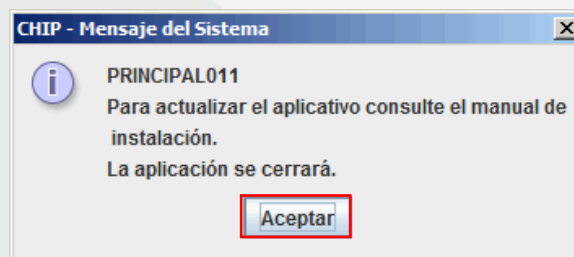 CHIP - Mensaje del Sistema
PRINCIPAL011
Para actualizar el aplicativo consulte el manual de
instalación.
La aplicación se cerrará.
Aceptar